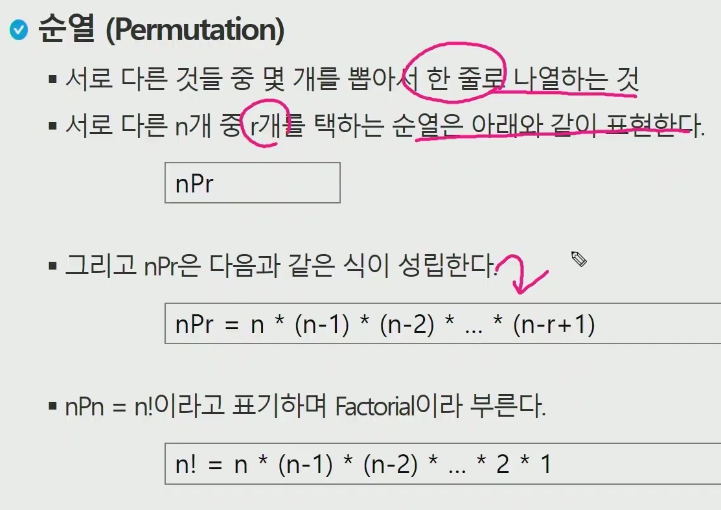 순열 (Permutation)
▪ 서로 다른 것들 중 몇 개를 뽑아서 한 줄로 나열하는 것
▪ 서로 다른 n개 중 r개를 택하는 순열은 아래와 같이 표현한다.
nPr
▪ 그리고 nPr은 다음과 같은 식이 성립한다.
nPr = n * (n-1) * (n-2) * ... * (n-r+1)
▪ nPn = n!이라고 표기하며 Factorial이라 부른다.
n! = n * (n-1) * (n-2) * ... * 2 * 1